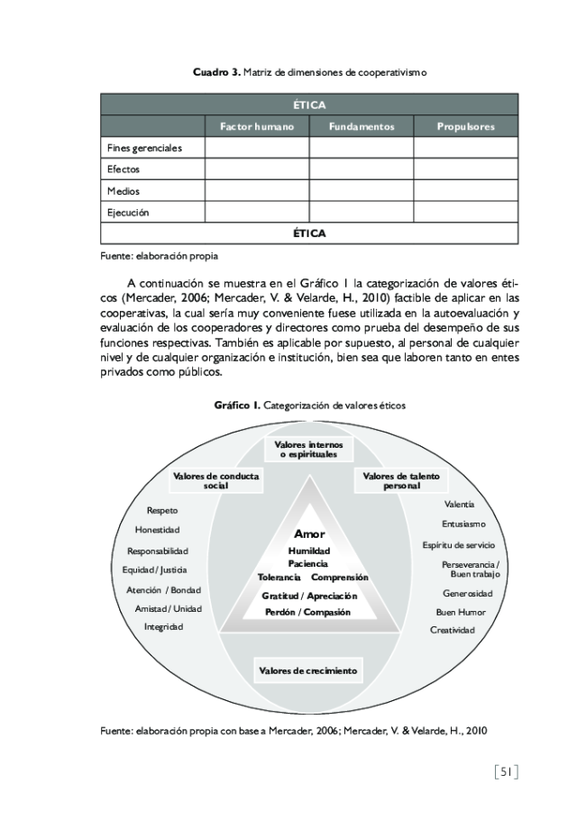 Cuadro 3. Matriz de dimensiones de cooperativismo
ÉTICA
Factor humano Fundamentos Propulsores
Fines gerenciales
Efectos
Medios
Ejecución
ÉTICA
Fuente: elaboración propia
A continuación se muestra en el Gráfico 1 la categorización de valores éti-
cos (Mercader, 2006; Mercader, V. & Velarde, H., 2010) factible de aplicar en las
cooperativas, la cual sería muy conveniente fuese utilizada en la autoevaluación y
evaluación de los cooperadores y directores como prueba del desempeño de sus
funciones respectivas. También es aplicable por supuesto, al personal de cualquier
nivel y de cualquier organización e institución, bien sea que laboren tanto en entes
privados como públicos.
Gráfico 1. Categorización de valores éticos
Valores internos
o espirituales
Valores de conducta
social
Valores de talento
personal
Respeto
Honestidad
Responsabilidad
Equidad / Justicia
Atención / Bondad
Amistad / Unidad
Integridad
Amor
Humildad
Paciencia
Tolerancia Comprensión
Gratitud / Apreciación
Perdón / Compasión
Valentía
Entusiasmo
Espíritu de servicio
Perseverancia /
Buen trabajo
Generosidad
Buen Humor
Creatividad
Valores de crecimiento
Fuente: elaboración propia con base a Mercader, 2006; Mercader, V. & Velarde, H., 2010
[51]